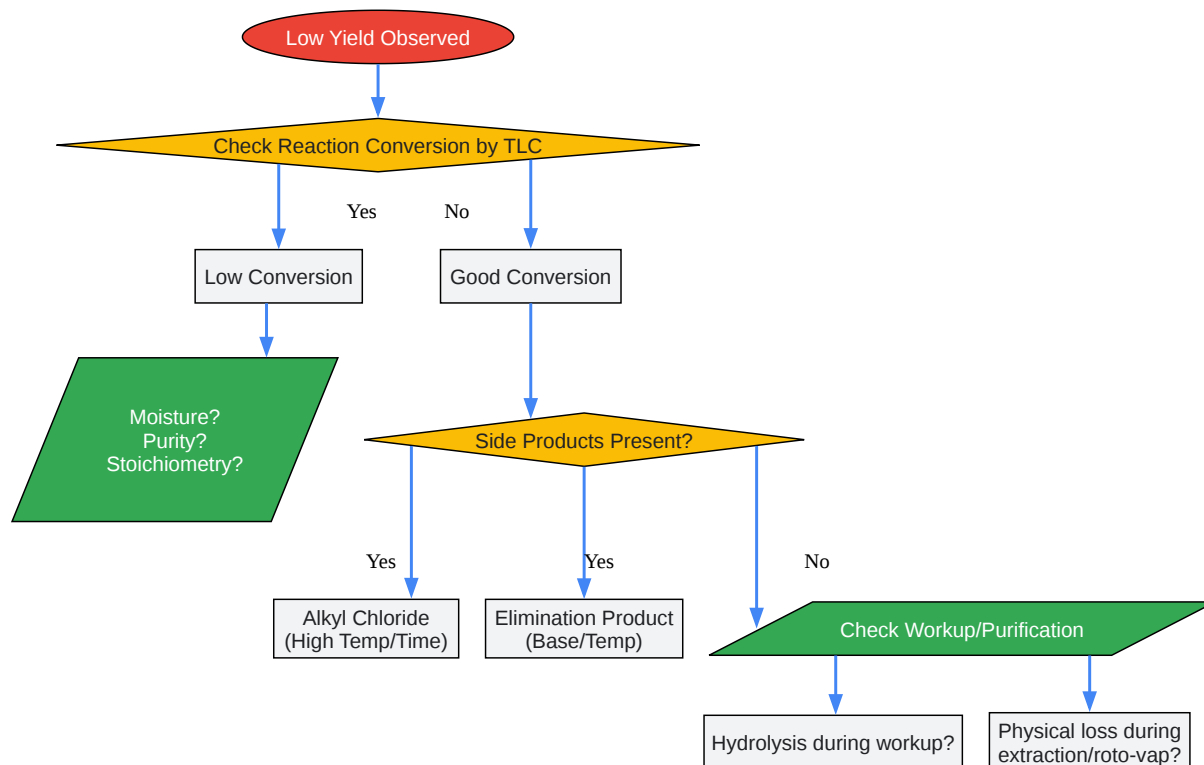 Low Yield Observed
Check Reaction Conversion by TLC
Yes
No
Low Conversion
Good Conversion
Moisture?
Purity?
Stoichiometry?
Side Products Present?
Yes
Yes
No
Alkyl Chloride
(High Temp/Time)
Elimination Product
(Base/Temp)
Check Workup/Purification
Hydrolysis during workup?
Physical loss during
extraction/roto-vap?